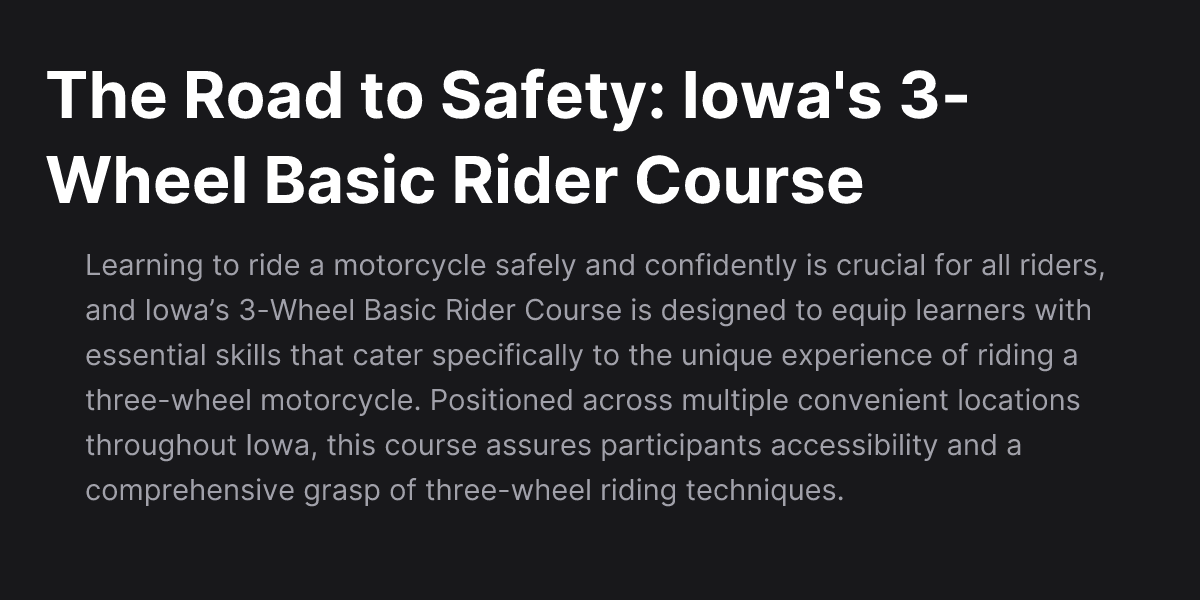 The Road to Safety: Iowa's 3-
Wheel Basic Rider Course
Learning to ride a motorcycle safely and confidently is crucial for all riders,
and Iowa’s 3-Wheel Basic Rider Course is designed to equip learners with
essential skills that cater specifically to the unique experience of riding a
three-wheel motorcycle. Positioned across multiple convenient locations
throughout Iowa, this course assures participants accessibility and a
comprehensive grasp of three-wheel riding techniques.